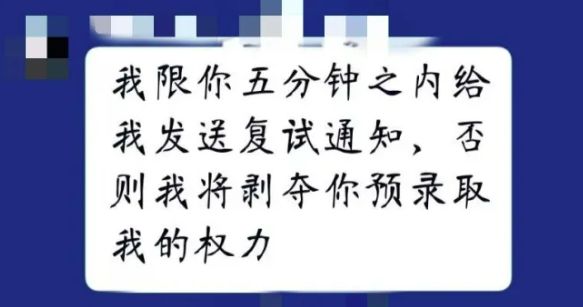 我限你五分钟之内给
我发送复试通知、否
则我将剥夺你预录取
我的权力